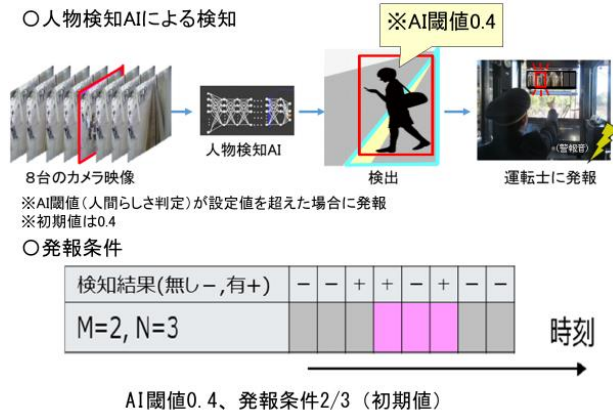 〇人物検知AIによる検知
※AI閾値0.4
人物検知AI
8台のカメラ映像
検出
(警報音)
運転士に発報
※AI閾値(人間らしさ判定)が設定値を超えた場合に発報
※初期値は0.4
〇発報条件
検知結果(無し－,有+) － － + + － + － －
M=2, N=3
時刻
AI閾値0.4、発報条件2/3 (初期値)